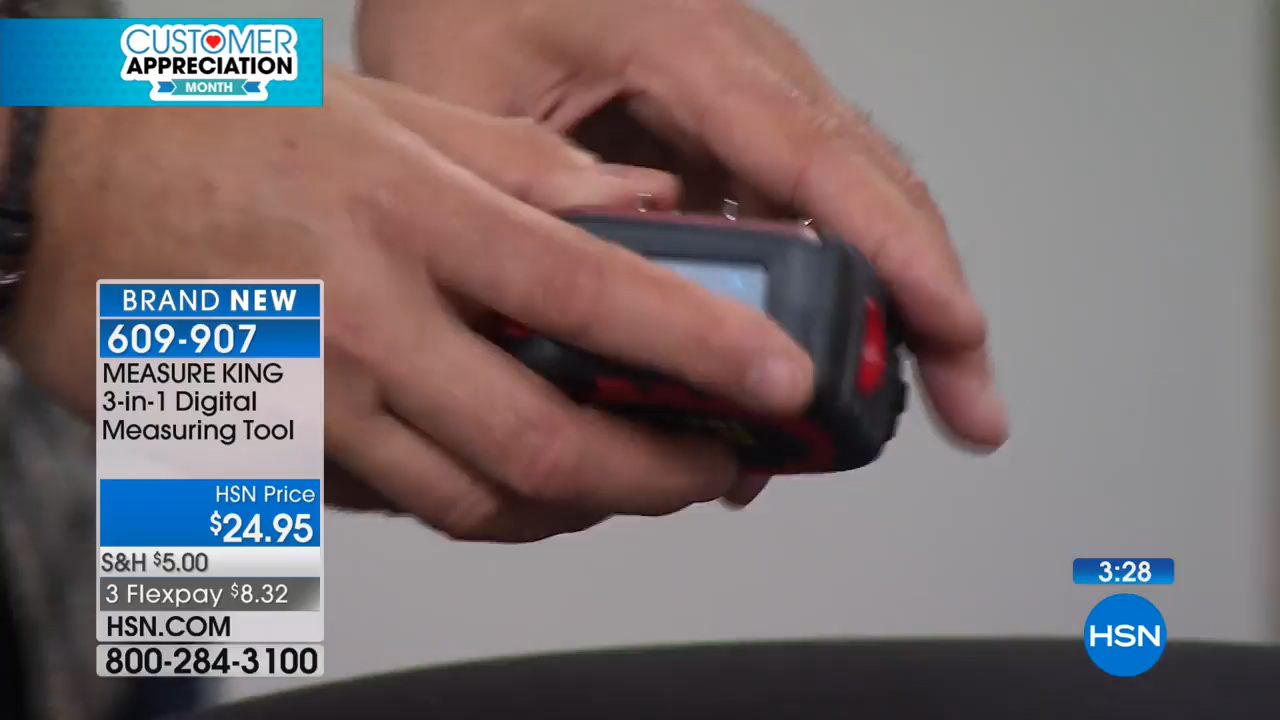 CUSTOMER
APPRECIATION
MONTH
BRAND NEW
609-907
MEASURE KING
3-in-1 Digital
Measuring Tool
HSN Price
$24.95
S&H $5.00
3 Flexpay $8.32
HSN.COM
800-284-3100
3:28
HSN